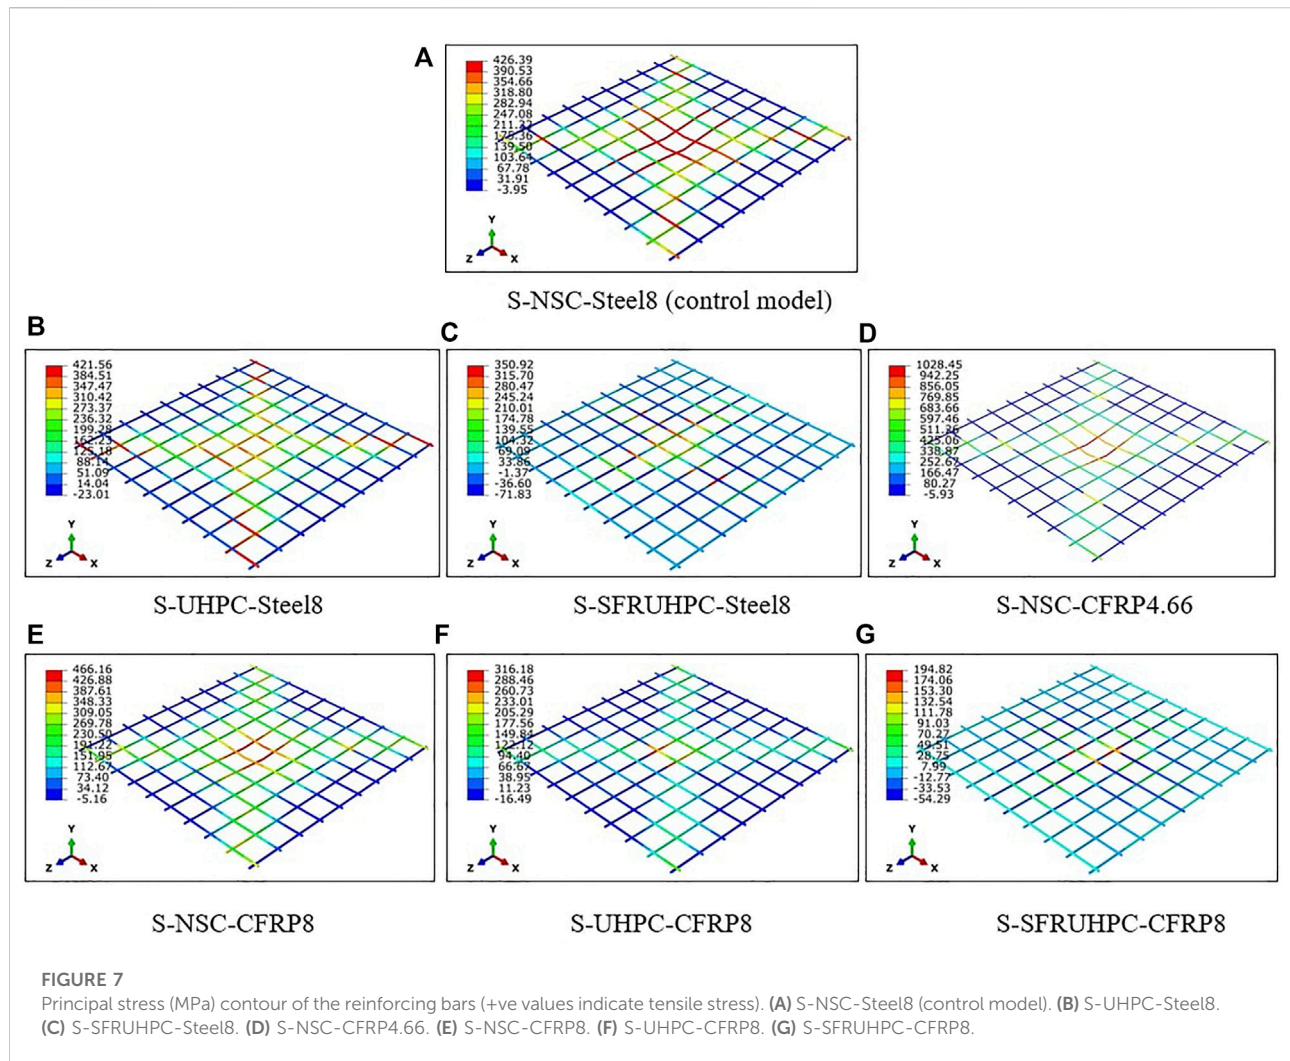 A
426.39
390.53
354.66
318.80
282.94
247.08
211.22
175.36
139.50
103.64
67.78
31.91
-3.95
Y
Z
X
S-NSC-Steel8 (control model)
B
421.56
384.51
347.47
310.42
273.37
236.32
199.28
162.23
125.18
88.14
51.09
14.04
-23.01
Y
Z
X
S-UHPC-Steel8
C
350.92
315.70
280.47
245.24
210.01
174.78
139.55
104.32
69.09
33.86
-1.37
-36.60
-71.83
Y
Z
X
S-SFRUHPC-Steel8
D
1028.45
942.25
856.05
769.85
683.66
597.46
511.26
425.06
338.87
252.67
166.47
80.27
-5.93
Y
Z
X
S-NSC-CFRP4.66
E
466.16
426.88
387.61
348.33
309.05
269.78
230.50
191.22
151.95
112.67
73.40
34.12
-5.16
Y
Z
X
S-NSC-CFRP8
F
316.18
288.46
260.73
233.01
205.29
177.56
149.84
122.12
94.40
66.67
38.95
11.23
-16.49
Y
Z
X
S-UHPC-CFRP8
G
194.82
174.06
153.30
132.54
111.78
91.03
70.27
49.51
28.75
7.99
-12.77
-33.53
-54.29
Y
Z
X
S-SFRUHPC-CFRP8
FIGURE 7
Principal stress (MPa) contour of the reinforcing bars (+ve values indicate tensile stress). (A) S-NSC-Steel8 (control model). (B) S-UHPC-Steel8.
(C) S-SFRUHPC-Steel8. (D) S-NSC-CFRP4.66. (E) S-NSC-CFRP8. (F) S-UHPC-CFRP8. (G) S-SFRUHPC-CFRP8.